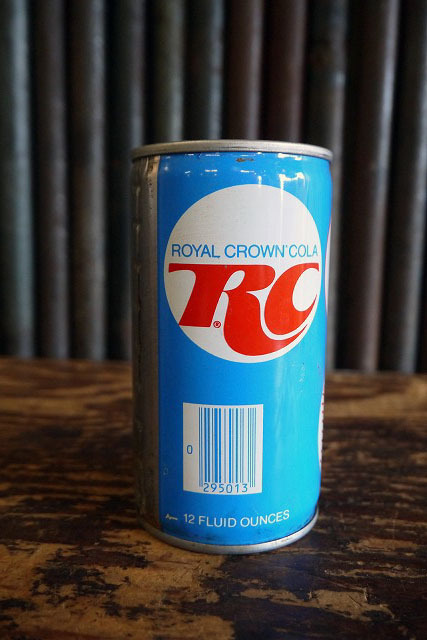 ROYAL CROWN COLA
RC
®
0
295013
12 FLUID OUNCES